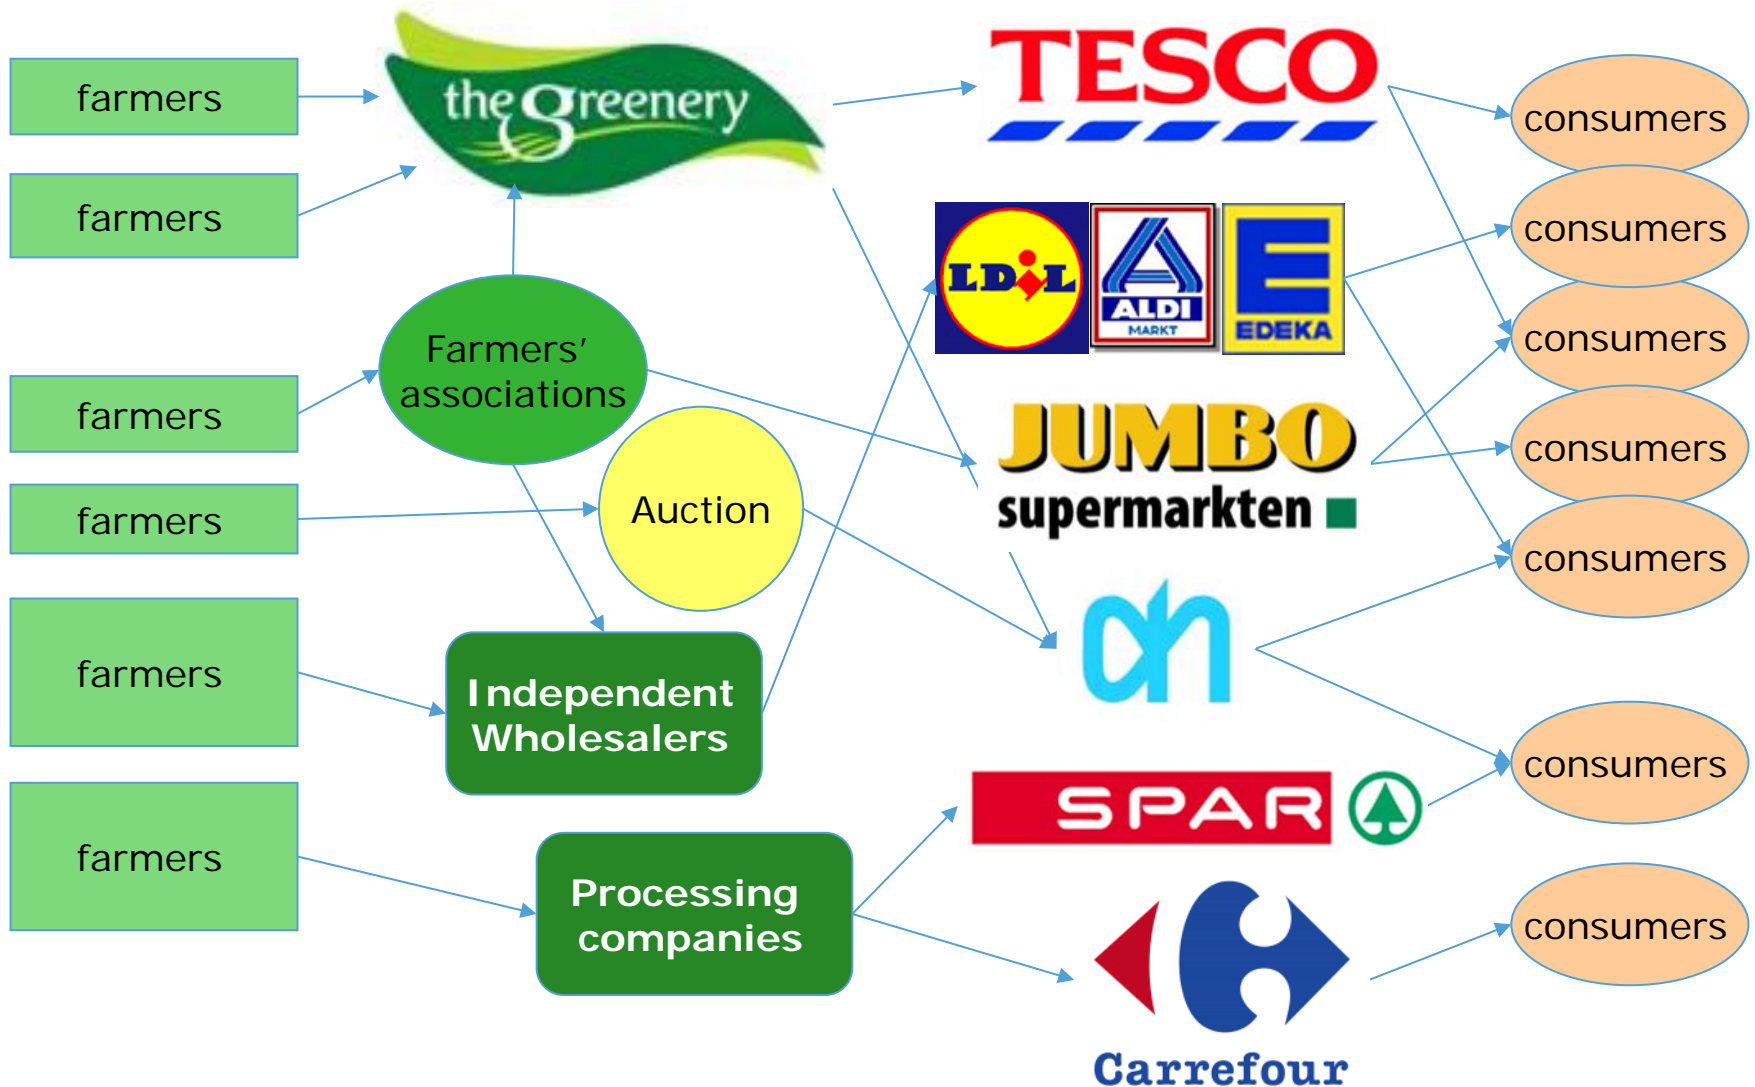 farmers
farmers
farmers
farmers
farmers
farmers
the greenery
Farmers'
associations
Auction
Independent
Wholesalers
Processing
companies
TESCO
LIDL
ALDI
MARKT
EDEKA
JUMBO
supermarkten
ah
SPAR
Carrefour
consumers
consumers
consumers
consumers
consumers
consumers
consumers